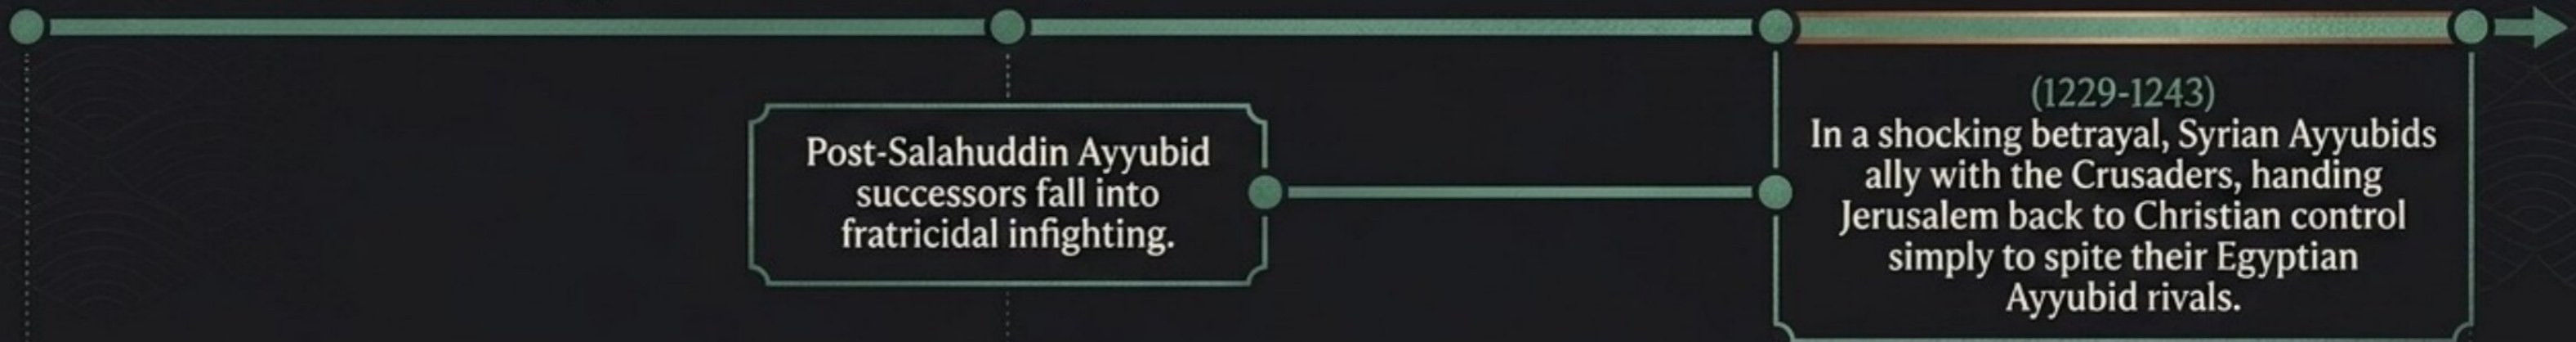 Post-Salahuddin Ayyubid
successors fall into
fratricidal infighting.
(1229-1243)
In a shocking betrayal, Syrian Ayyubids
ally with the Crusaders, handing
Jerusalem back to Christian control
simply to spite their Egyptian
Ayyubid rivals.